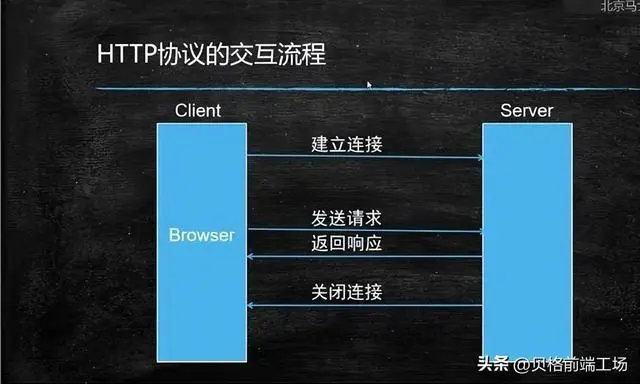 北京马
HTTP协议的交互流程
Client
Server
建立连接
发送请求
Browser
返回响应
关闭连接
头条 @贝格前端工场